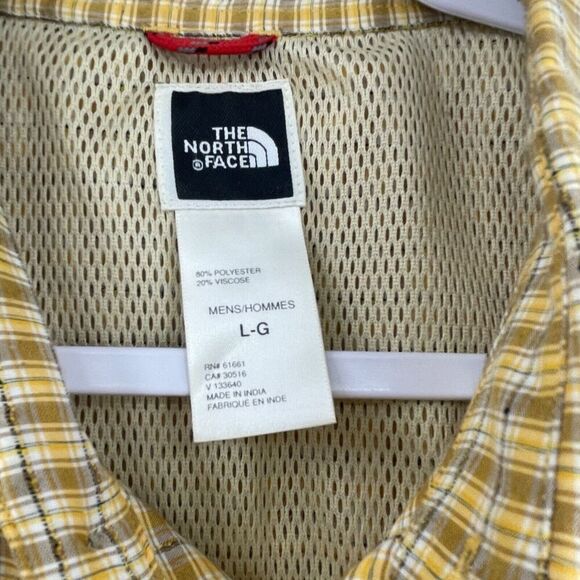 THE
NORTH
®FACE
80% POLYESTER
20% VISCOSE
MENS/HOMMES
L-G
RN# 61661
CA# 30516
V 133640
MADE IN INDIA
FABRIQUE EN INDE